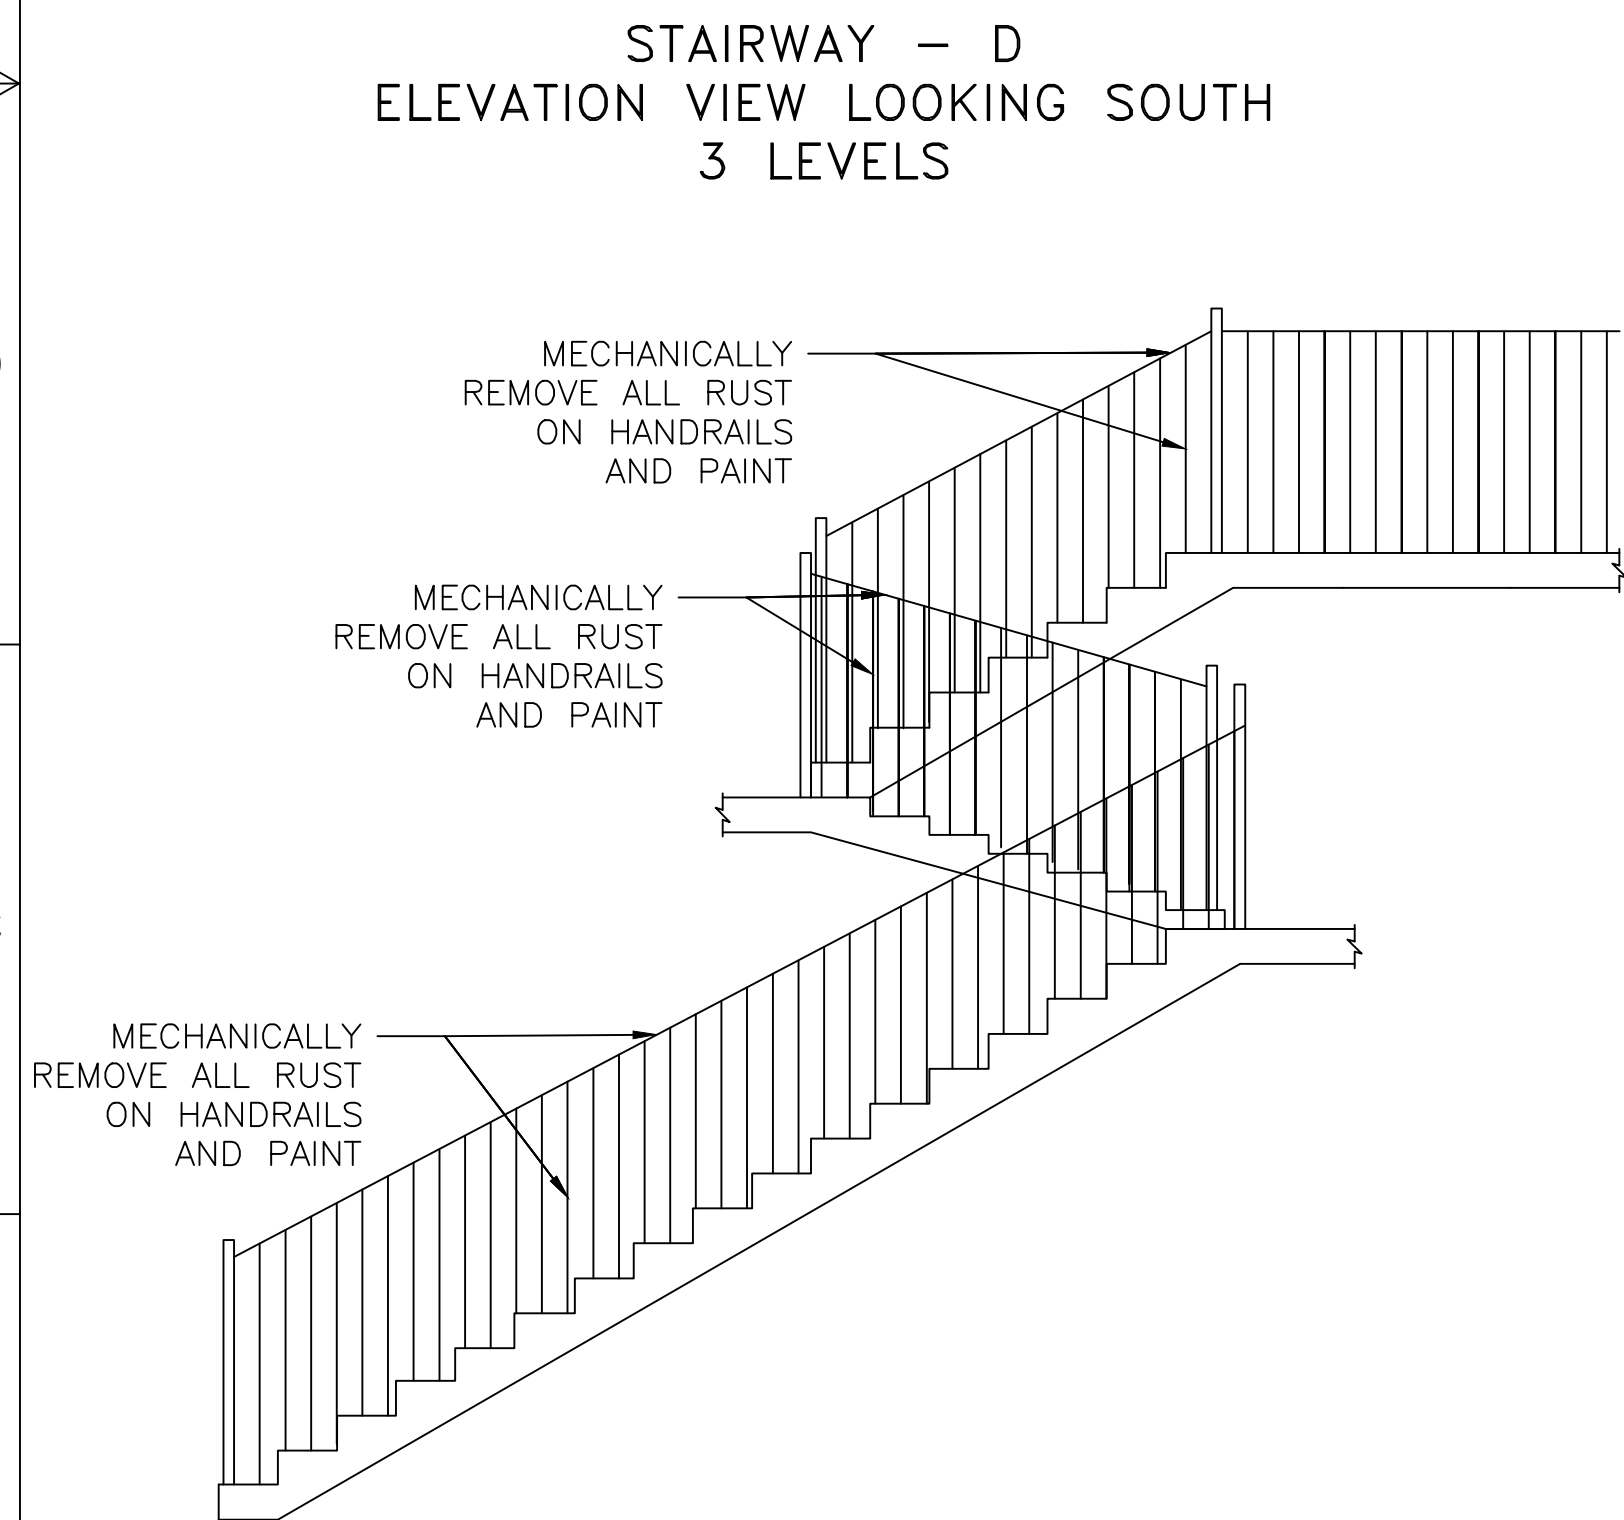 STAIRWAY - D
ELEVATION VIEW LOOKING SOUTH
3 LEVELS
MECHANICALLY
REMOVE ALL RUST
ON HANDRAILS
AND PAINT
MECHANICALLY
REMOVE ALL RUST
ON HANDRAILS
AND PAINT
MECHANICALLY
REMOVE ALL RUST
ON HANDRAILS
AND PAINT